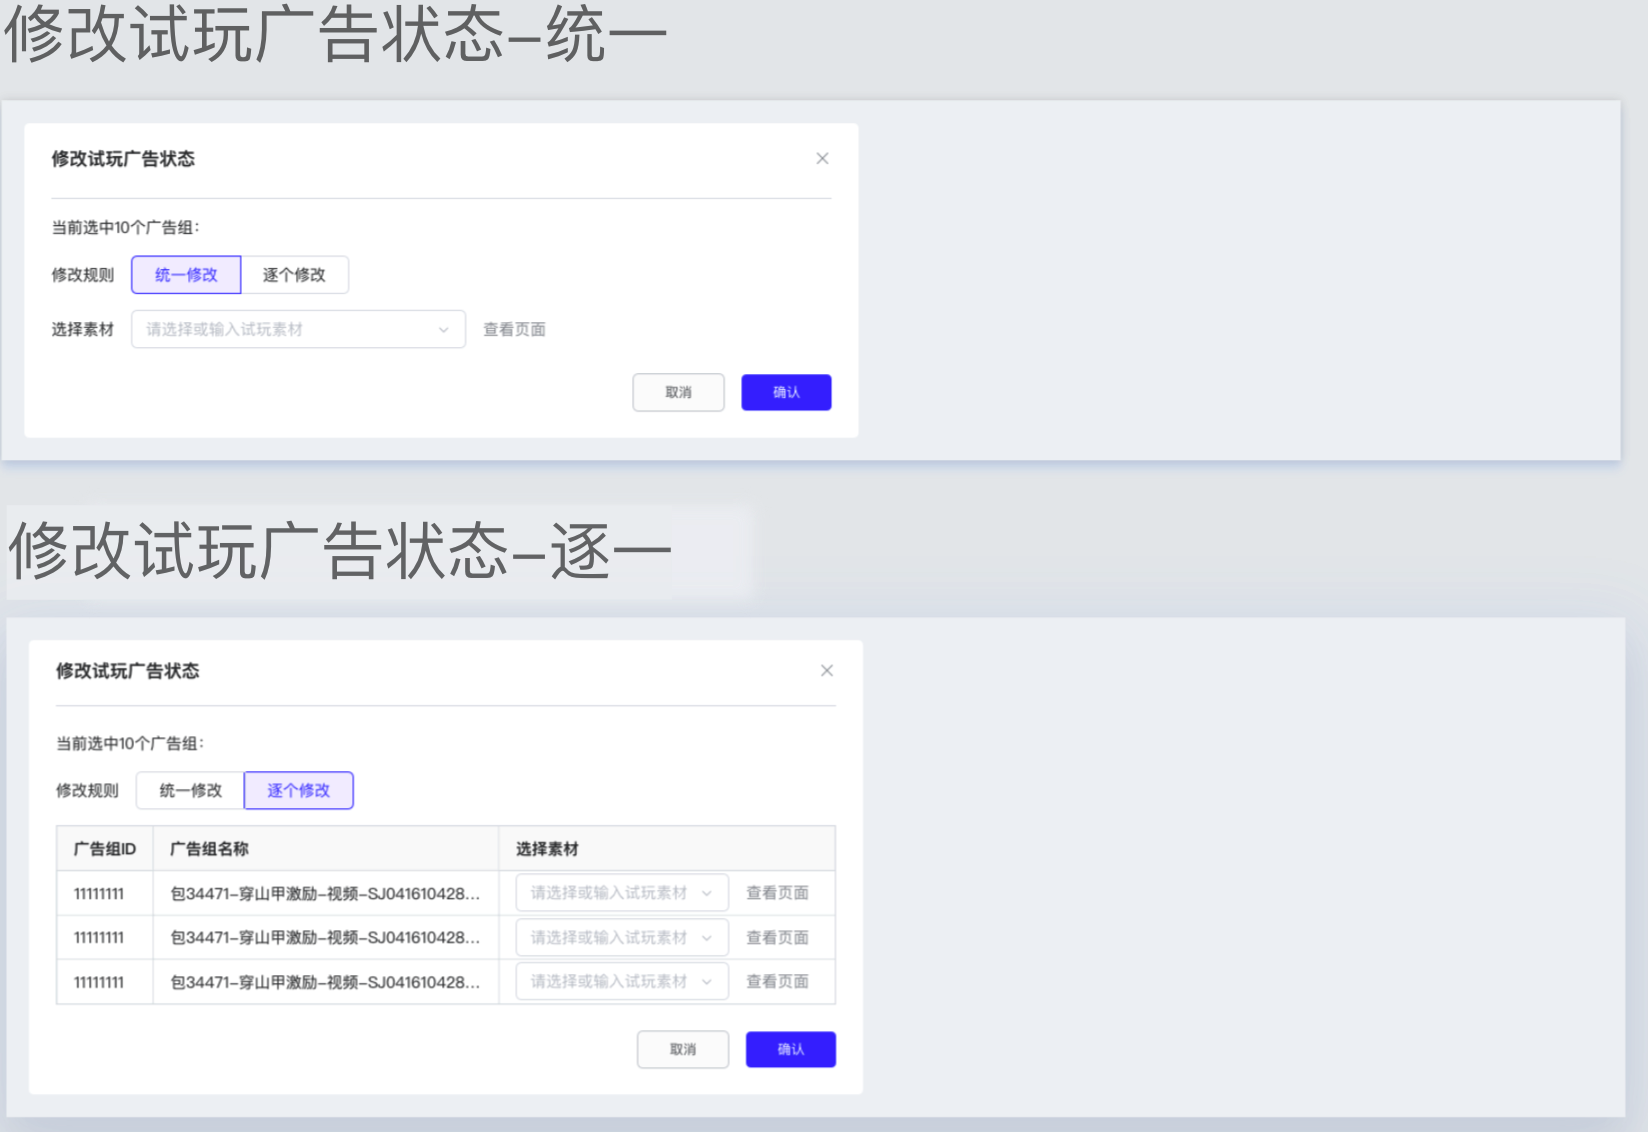 修改试玩广告状态–统一
修改试玩广告状态
当前选中10个广告组：
修改规则 统一修改 逐个修改
选择素材 请选择或输入试玩素材 查看页面
取消 确认
修改试玩广告状态–逐一
修改试玩广告状态
当前选中10个广告组：
修改规则 统一修改 逐个修改
广告组ID 广告组名称 选择素材
11111111 包34471–穿山甲激励–视频–SJ041610428... 请选择或输入试玩素材 查看页面
11111111 包34471–穿山甲激励–视频–SJ041610428... 请选择或输入试玩素材 查看页面
11111111 包34471–穿山甲激励–视频–SJ041610428... 请选择或输入试玩素材 查看页面
取消 确认